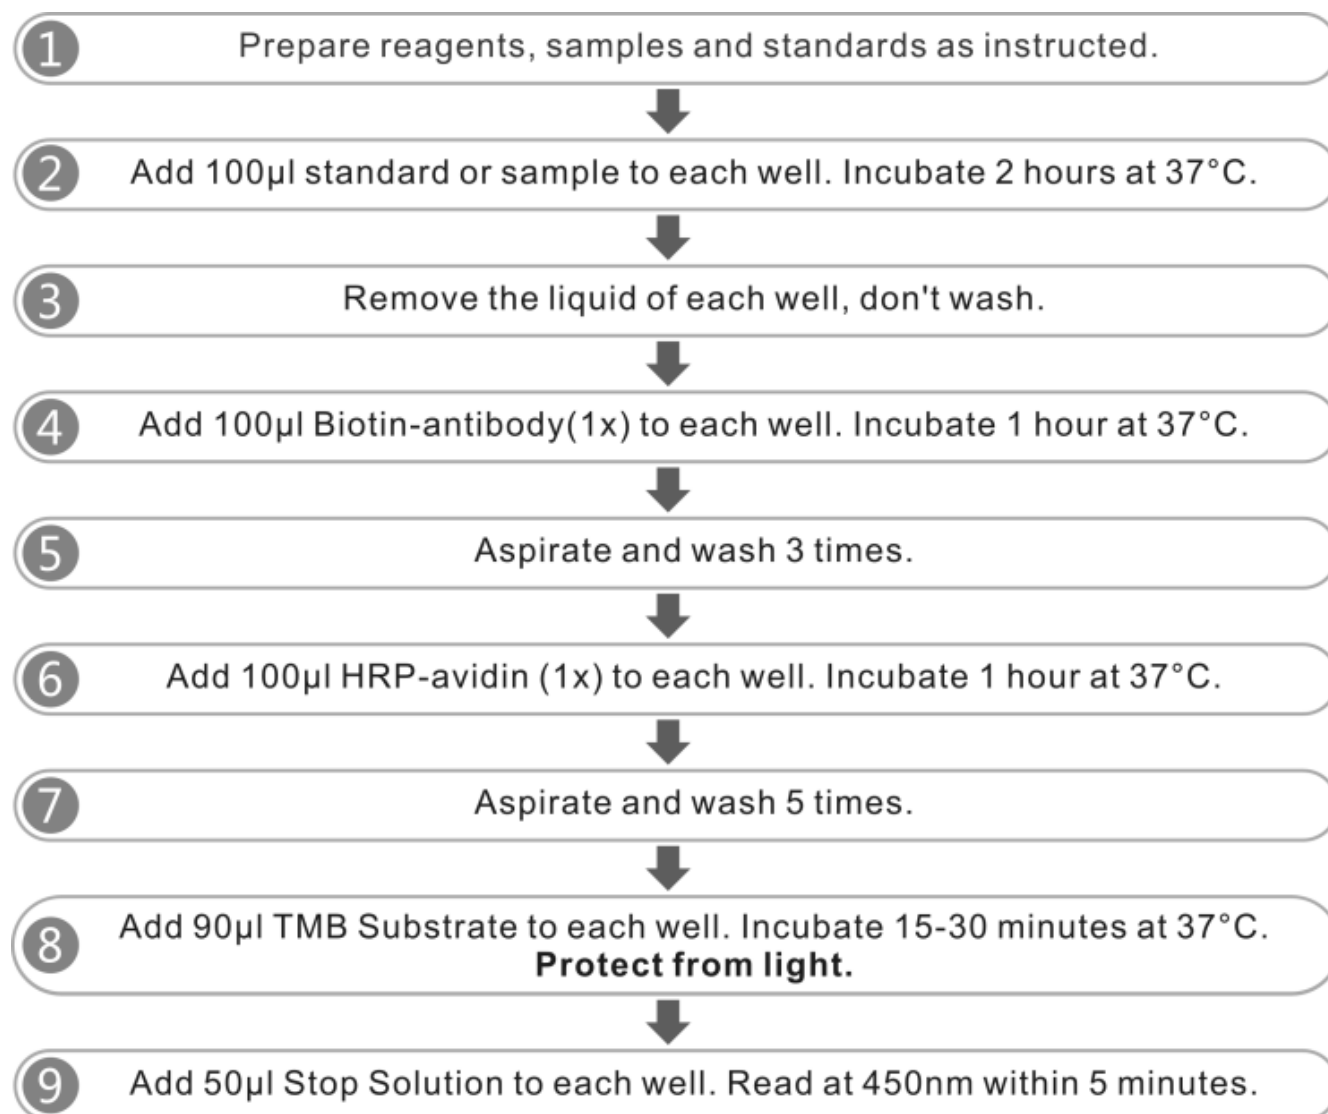 1 Prepare reagents, samples and standards as instructed.
2 Add 100μl standard or sample to each well. Incubate 2 hours at 37°C.
3 Remove the liquid of each well, don't wash.
4 Add 100μl Biotin-antibody(1x) to each well. Incubate 1 hour at 37°C.
5 Aspirate and wash 3 times.
6 Add 100μl HRP-avidin (1x) to each well. Incubate 1 hour at 37°C.
7 Aspirate and wash 5 times.
8 Add 90μl TMB Substrate to each well. Incubate 15-30 minutes at 37°C.
Protect from light.
9 Add 50μl Stop Solution to each well. Read at 450nm within 5 minutes.